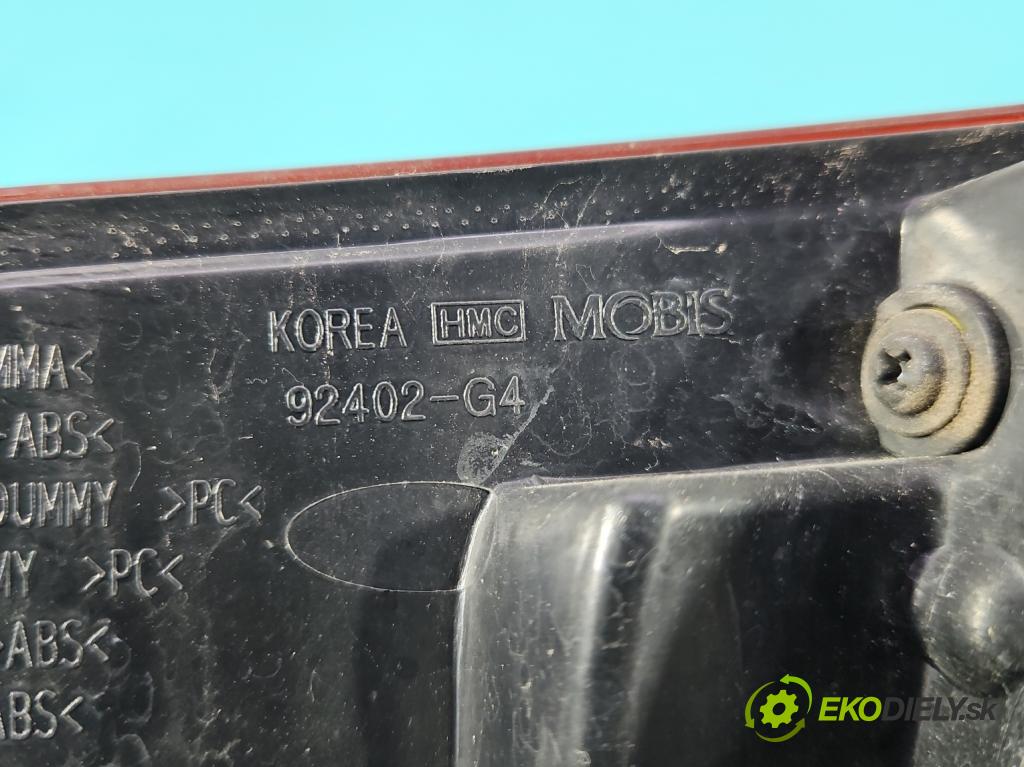 KOREA HMC MOBIS
92402-G4
MMA<
-ABS<
DUMMY >PC<
MY >PC<
-ABS<
ABS<
EKODIELY.sk